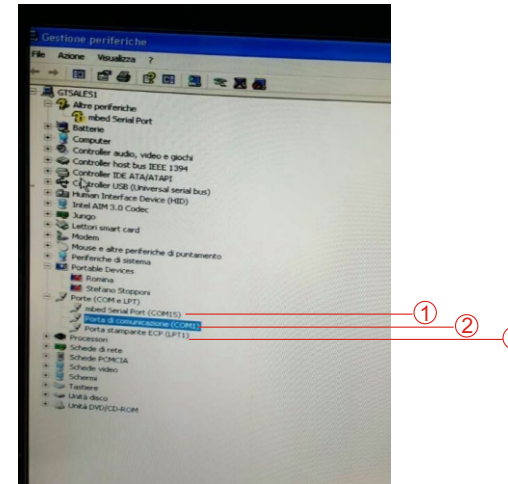 Gestione periferiche
File Azione Visualizza ?
GTSALES1
Altre periferiche
mbed Serial Port
Batterie
Computer
Controller audio, video e giochi
Controller host bus IEEE 1394
Controller IDE ATA/ATAPI
Controller USB (Universal serial bus)
Human Interface Device (HID)
Intel AIM 3.0 Codec
Jungo
Lettori smart card
Modem
Mouse e altre periferiche di puntamento
Periferiche di sistema
Portable Devices
Romina
Stefano Stopponi
Porte (COM e LPT)
mbed Serial Port (COM15) 1
Porta di comunicazione (COM1) 2
Porta stampante ECP (LPT1)
Processori
Schede di rete
Schede PCMCIA
Schede video
Schermi
Tastiere
Unità disco
Unità DVD/CD-ROM